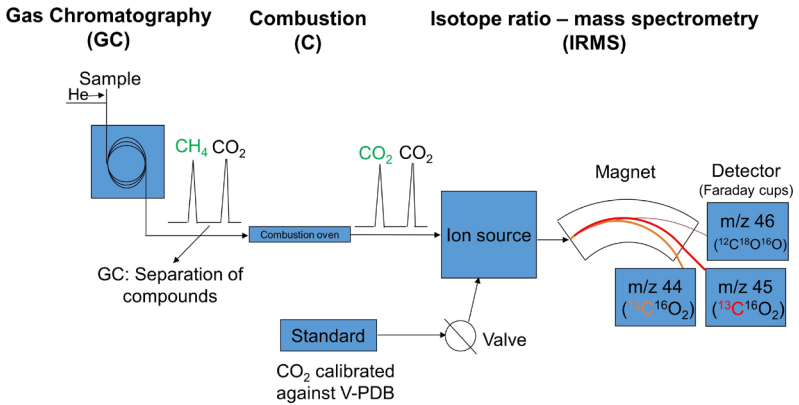 Gas Chromatography
(GC)
Combustion
(C)
Isotope ratio – mass spectrometry
(IRMS)
Sample
He
CH₄ CO₂
CO₂ CO₂
Combustion oven
GC: Separation of
compounds
Ion source
Standard
Valve
CO₂ calibrated
against V-PDB
Magnet
Detector
(Faraday cups)
m/z 46
(¹²C¹⁸O¹⁶O)
m/z 44
(¹²C¹⁶O₂)
m/z 45
(¹³C¹⁶O₂)